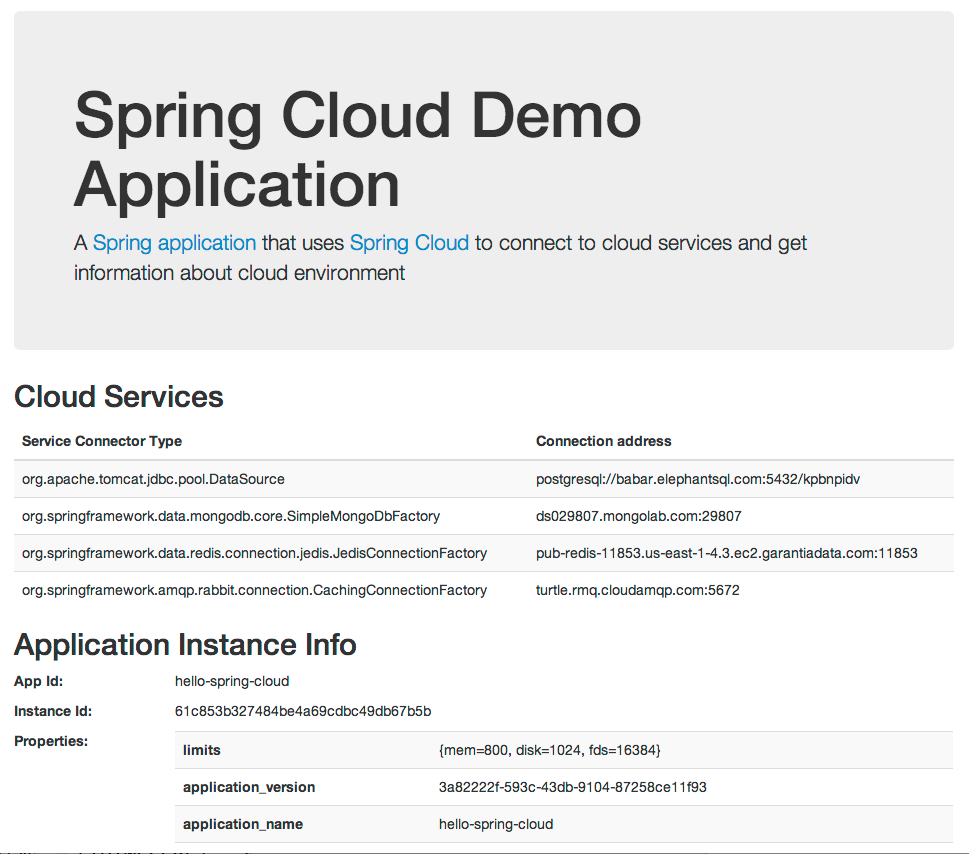 Spring Cloud Demo
Application
A Spring application that uses Spring Cloud to connect to cloud services and get
information about cloud environment
Cloud Services
Service Connector Type Connection address
org.apache.tomcat.jdbc.pool.DataSource postgresql://babar.elephantsql.com:5432/kpbnpidv
org.springframework.data.mongodb.core.SimpleMongoDbFactory ds029807.mongolab.com:29807
org.springframework.data.redis.connection.jedis.JedisConnectionFactory pub-redis-11853.us-east-1-4.3.ec2.garantiadata.com:11853
org.springframework.amqp.rabbit.connection.CachingConnectionFactory turtle.rmq.cloudamqp.com:5672
Application Instance Info
App Id: hello-spring-cloud
Instance Id: 61c853b327484be4a69cdbc49db67b5b
Properties: limits {mem=800, disk=1024, fds=16384}
application_version 3a82222f-593c-43db-9104-87258ce11f93
application_name hello-spring-cloud